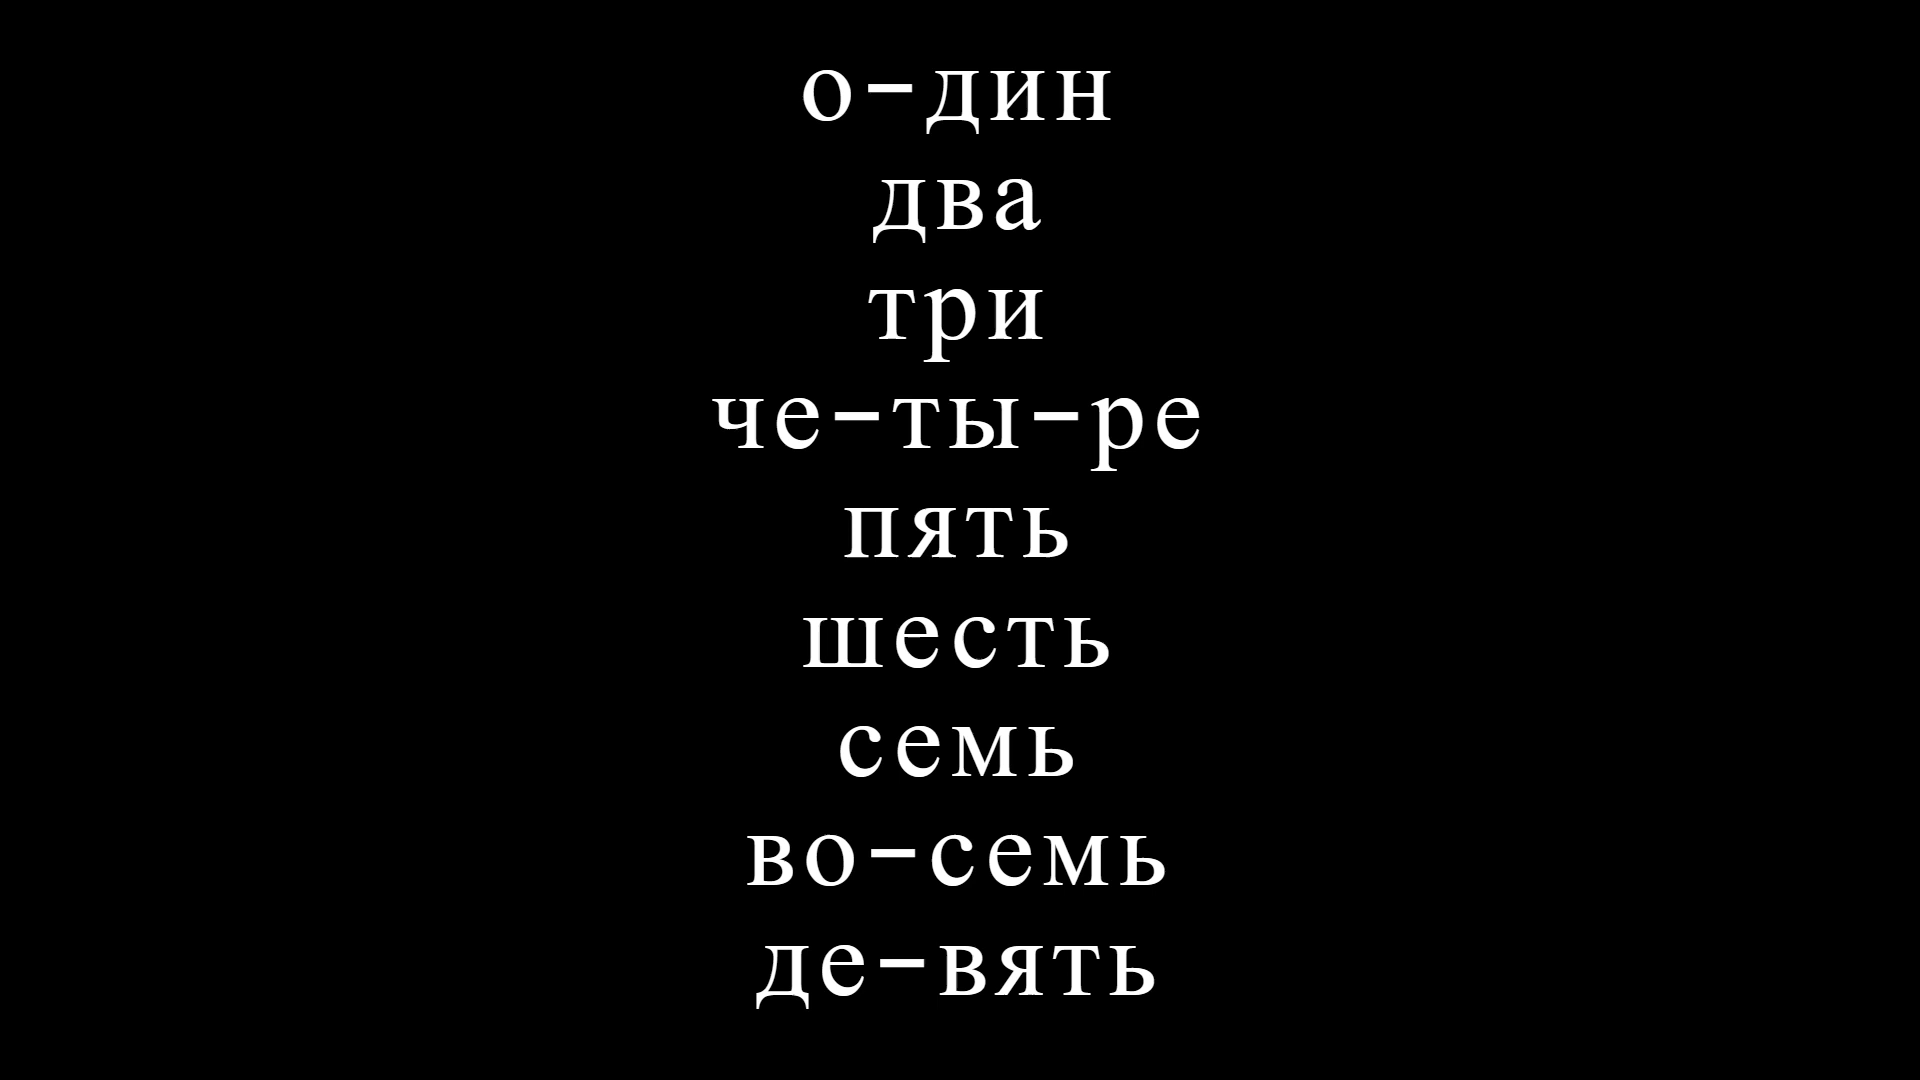 о-дин
два
три
че-ты-ре
пять
шесть
семь
во-семь
де-вять